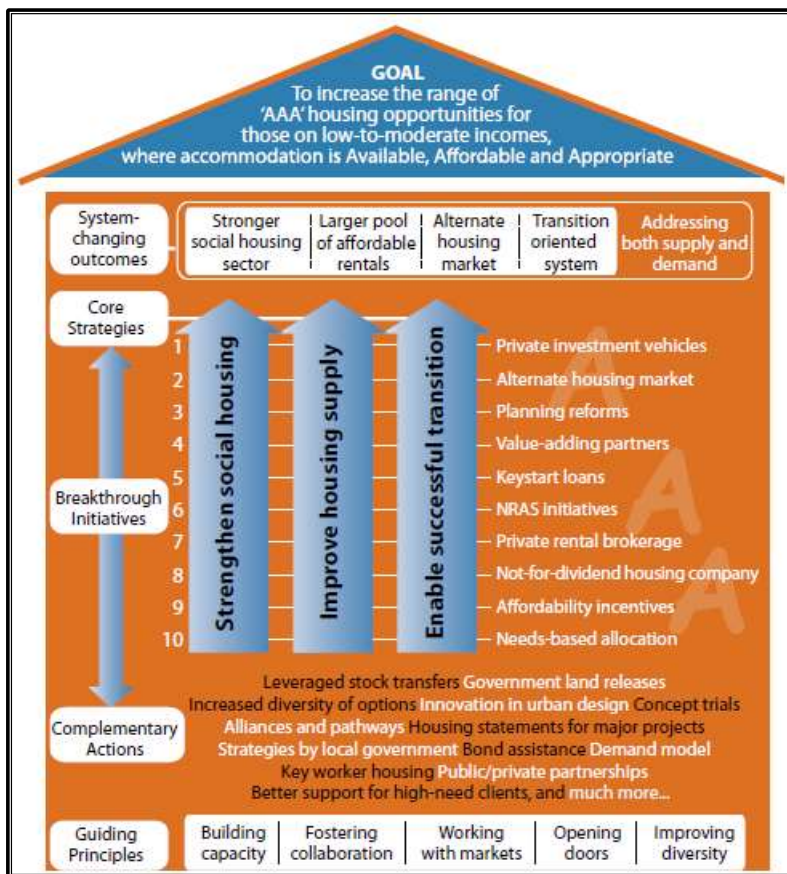 GOAL
To increase the range of
'AAA' housing opportunities for
those on low-to-moderate incomes,
where accommodation is Available, Affordable and Appropriate
System-
changing
outcomes
Stronger
social housing
sector
Larger pool
of affordable
rentals
Alternate
housing
market
Transition
oriented
system
Addressing
both supply and
demand
Core
Strategies
Strengthen social housing
Improve housing supply
Enable successful transition
Breakthrough
Initiatives
1 Private investment vehicles
2 Alternate housing market
3 Planning reforms
4 Value-adding partners
5 Keystart loans
6 NRAS initiatives
7 Private rental brokerage
8 Not-for-dividend housing company
9 Affordability incentives
10 Needs-based allocation
A
A
A
Complementary
Actions
Leveraged stock transfers Government land releases
Increased diversity of options Innovation in urban design Concept trials
Alliances and pathways Housing statements for major projects
Strategies by local government Bond assistance Demand model
Key worker housing Public/private partnerships
Better support for high-need clients, and much more...
Guiding
Principles
Building
capacity
Fostering
collaboration
Working
with markets
Opening
doors
Improving
diversity